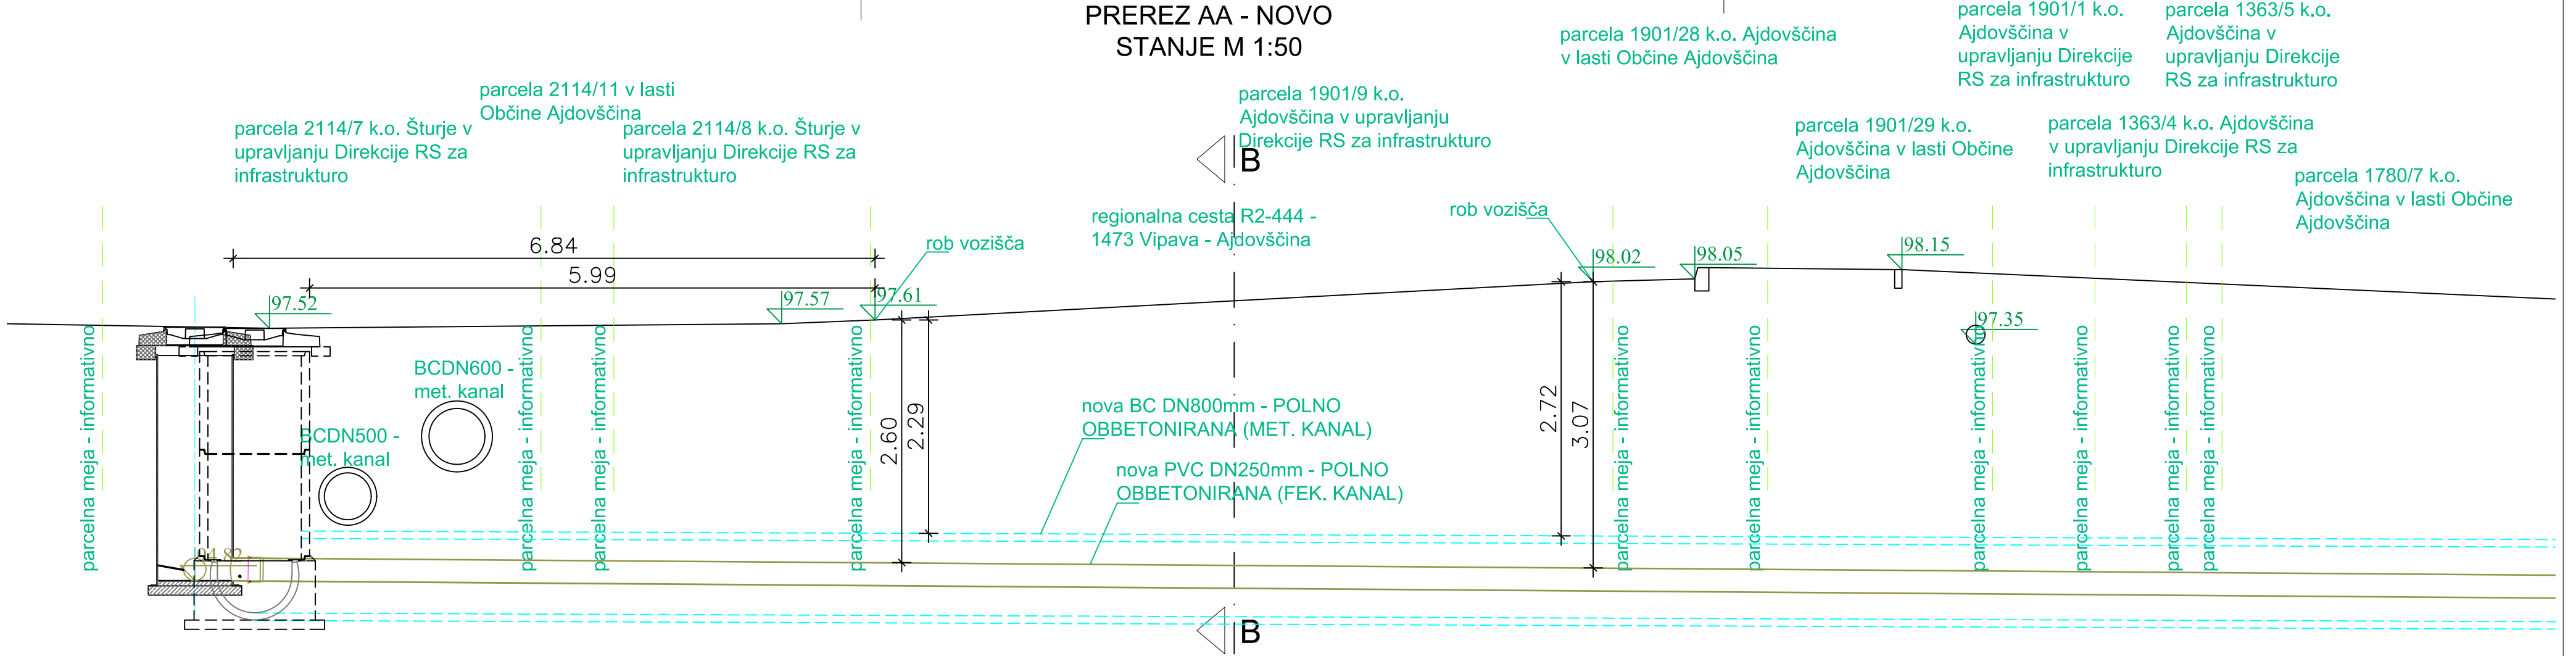 PREREZ AA - NOVO
STANJE M 1:50
parcela 2114/7 k.o. Šturje v
upravljanju Direkcije RS za
infrastrukturo
parcela 2114/11 v lasti
Občine Ajdovščina
parcela 2114/8 k.o. Šturje v
upravljanju Direkcije RS za
infrastrukturo
parcela 1901/9 k.o.
Ajdovščina v upravljanju
Direkcije RS za infrastrukturo
parcela 1901/28 k.o. Ajdovščina
v lasti Občine Ajdovščina
parcela 1901/29 k.o.
Ajdovščina v lasti Občine
Ajdovščina
parcela 1901/1 k.o.
Ajdovščina v
upravljanju Direkcije
RS za infrastrukturo
parcela 1363/5 k.o.
Ajdovščina v
upravljanju Direkcije
RS za infrastrukturo
parcela 1363/4 k.o. Ajdovščina
v upravljanju Direkcije RS za
infrastrukturo
parcela 1780/7 k.o.
Ajdovščina v lasti Občine
Ajdovščina
B
regionalna cesta R2-444 -
1473 Vipava - Ajdovščina
rob vozišča
rob vozišča
6.84
5.99
97.52
97.57
97.61
98.02
98.05
98.15
97.35
BCDN600 -
met. kanal
BCDN500 -
met. kanal
nova BC DN800mm - POLNO
OBBETONIRANA (MET. KANAL)
nova PVC DN250mm - POLNO
OBBETONIRANA (FEK. KANAL)
2.60
2.29
2.72
3.07
94.82
parcelna meja - informativno
parcelna meja - informativno
parcelna meja - informativno
parcelna meja - informativno
parcelna meja - informativno
parcelna meja - informativno
parcelna meja - informativno
parcelna meja - informativno
parcelna meja - informativno
parcelna meja - informativno
B